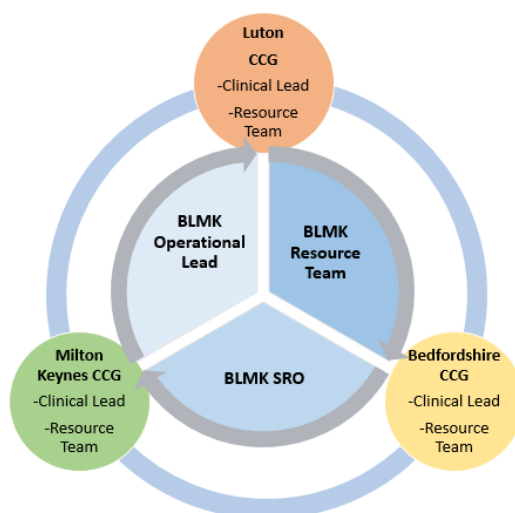 Luton
CCG
-Clinical Lead
-Resource
Team
BLMK
Operational
Lead
BLMK
Resource
Team
BLMK SRO
Milton
Keynes CCG
-Clinical Lead
-Resource
Team
Bedfordshire
CCG
-Clinical Lead
-Resource
Team